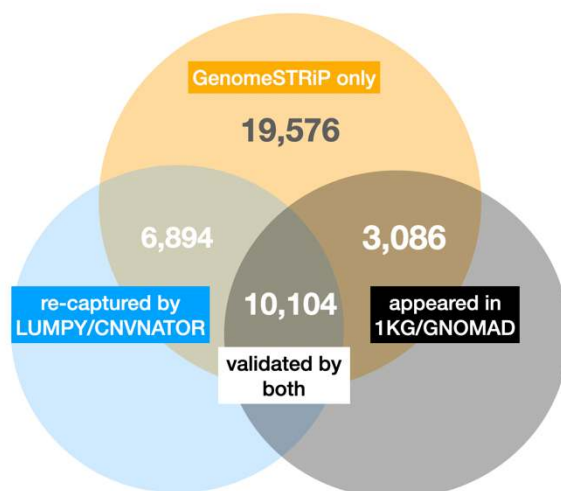 GenomeSTRiP only
19,576
6,894
3,086
re-captured by
LUMPY/CNVNATOR
10,104
appeared in
1KG/GNOMAD
validated by
both